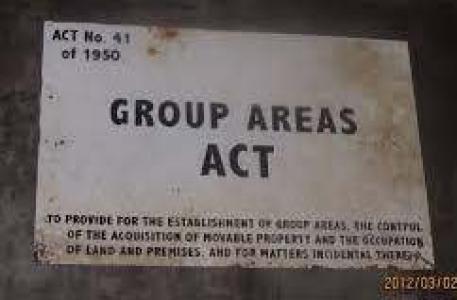 ACT No. 41
of 1950
GROUP AREAS
ACT
TO PROVIDE FOR THE ESTABLISHMENT OF GROUP AREAS, THE CONTROL
OF THE ACQUISITION OF MOVABLE PROPERTY AND THE OCCUPATION
OF LAND AND PREMISES, AND FOR MATTERS INCIDENTAL THERETO
2012/03/02